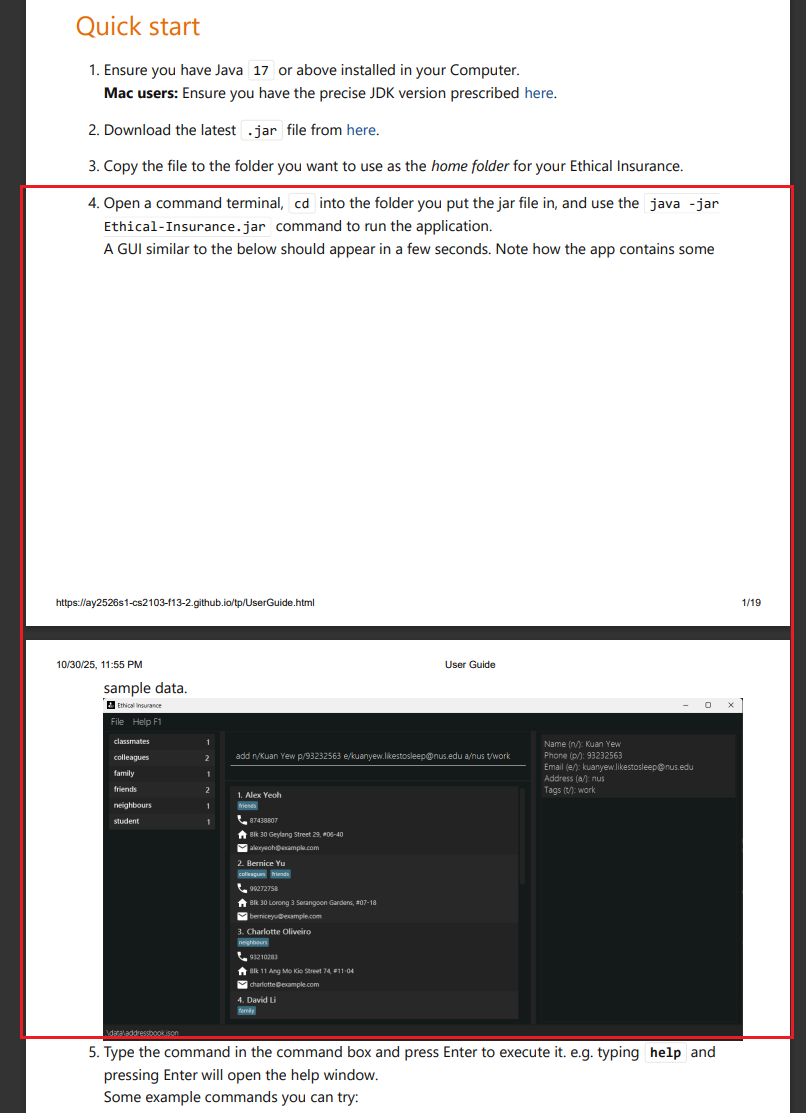 Quick start
1. Ensure you have Java 17 or above installed in your Computer.
Mac users: Ensure you have the precise JDK version prescribed here.
2. Download the latest .jar file from here.
3. Copy the file to the folder you want to use as the home folder for your Ethical Insurance.
4. Open a command terminal, cd into the folder you put the jar file in, and use the java -jar
Ethical-Insurance.jar command to run the application.
A GUI similar to the below should appear in a few seconds. Note how the app contains some
https://ay2526s1-cs2103-f13-2.github.io/tp/UserGuide.html 1/19
10/30/25, 11:55 PM User Guide
sample data.
Ethical Insurance
File Help F1
classmates 1
colleagues 2
family 1
friends 2
neighbours 1
student 1
add n/Kuan Yew p/93232563 e/kuanyew.likestosleep@nus.edu a/nus t/work
1. Alex Yeoh
friends
87438807
Blk 30 Geylang Street 29, #06-40
alexyeoh@example.com
2. Bernice Yu
colleagues friends
99272758
Blk 30 Lorong 3 Serangoon Gardens, #07-18
berniceyu@example.com
3. Charlotte Oliveiro
neighbours
93210283
Blk 11 Ang Mo Kio Street 74, #11-04
charlotte@example.com
4. David Li
family
Name (n/): Kuan Yew
Phone (p/): 93232563
Email (e/): kuanyew.likestosleep@nus.edu
Address (a/): nus
Tags (t/): work
\data\addressbook.json
5. Type the command in the command box and press Enter to execute it. e.g. typing help and
pressing Enter will open the help window.
Some example commands you can try: